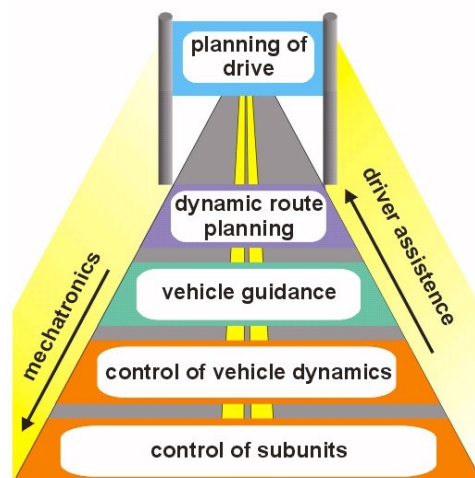 planning of
drive
dynamic route
planning
vehicle guidance
control of vehicle dynamics
control of subunits
mechatronics
driver assistence